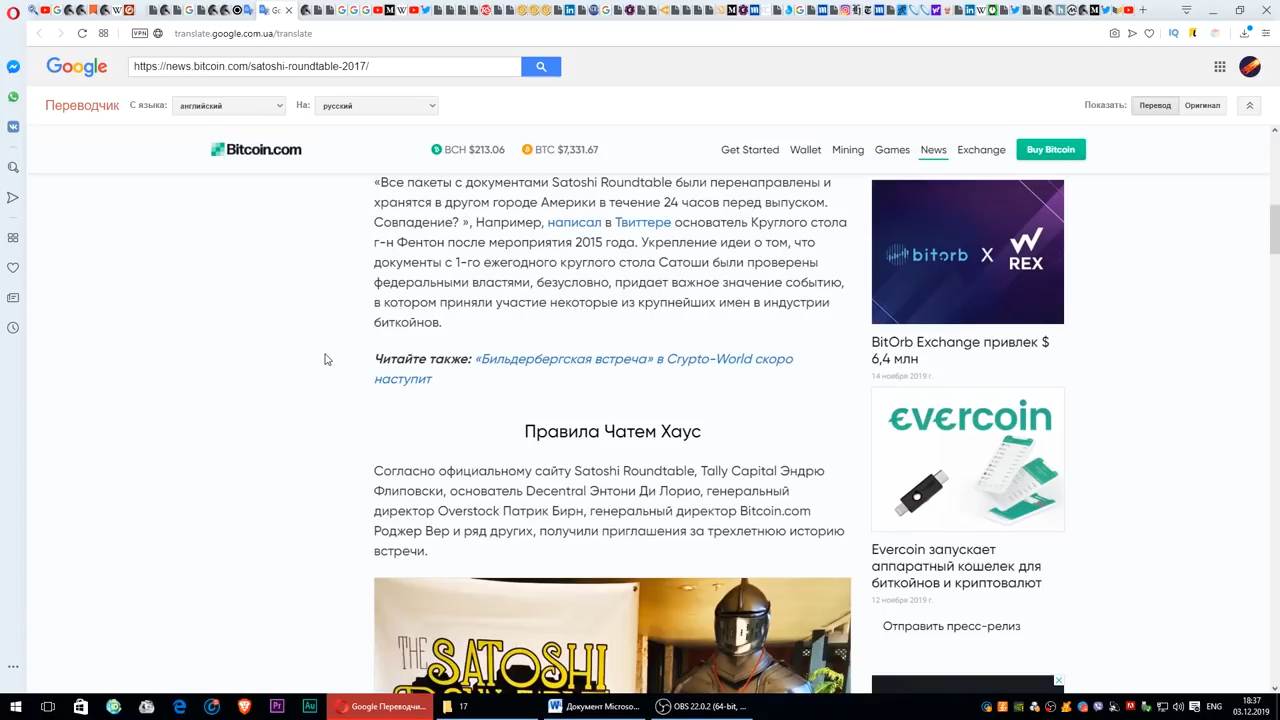 VPN
translate.google.com.ua/translate
IQ
Google
https://news.bitcoin.com/satoshi-roundtable-2017/
Переводчик
С языка:
английский
На:
русский
Показать:
Перевод
Оригинал
Bitcoin.com
BCH $213.06
BTC $7,331.67
Get Started
Wallet
Mining
Games
News
Exchange
Buy Bitcoin
«Все пакеты с документами Satoshi Roundtable были перенаправлены и
хранятся в другом городе Америки в течение 24 часов перед выпуском.
Совпадение? », Например, написал в Твиттере основатель Круглого стола
г-н Фентон после мероприятия 2015 года. Укрепление идеи о том, что
документы с 1-го ежегодного круглого стола Сатоши были проверены
федеральными властями, безусловно, придает важное значение событию,
в котором приняли участие некоторые из крупнейших имен в индустрии
биткойнов.
Читайте также: «Бильдербергская встреча» в Crypto-World скоро
наступит
Правила Чатем Хаус
Согласно официальному сайту Satoshi Roundtable, Tally Capital Эндрю
Флиповски, основатель Decentral Энтони Ди Лорио, генеральный
директор Overstock Патрик Бирн, генеральный директор Bitcoin.com
Роджер Вер и ряд других, получили приглашения за трехлетнюю историю
встречи.
THE
SATOSHI
bitorb X W REX
BitOrb Exchange привлек $
6,4 млн
14 ноября 2019 г.
evercoin
Evercoin запускает
аппаратный кошелек для
биткойнов и криптовалют
12 ноября 2019 г.
Отправить пресс-релиз
Google Переводчи...
17
Документ Microso...
OBS 22.0.2 (64-bit, ...
ENG
18:37
03.12.2019